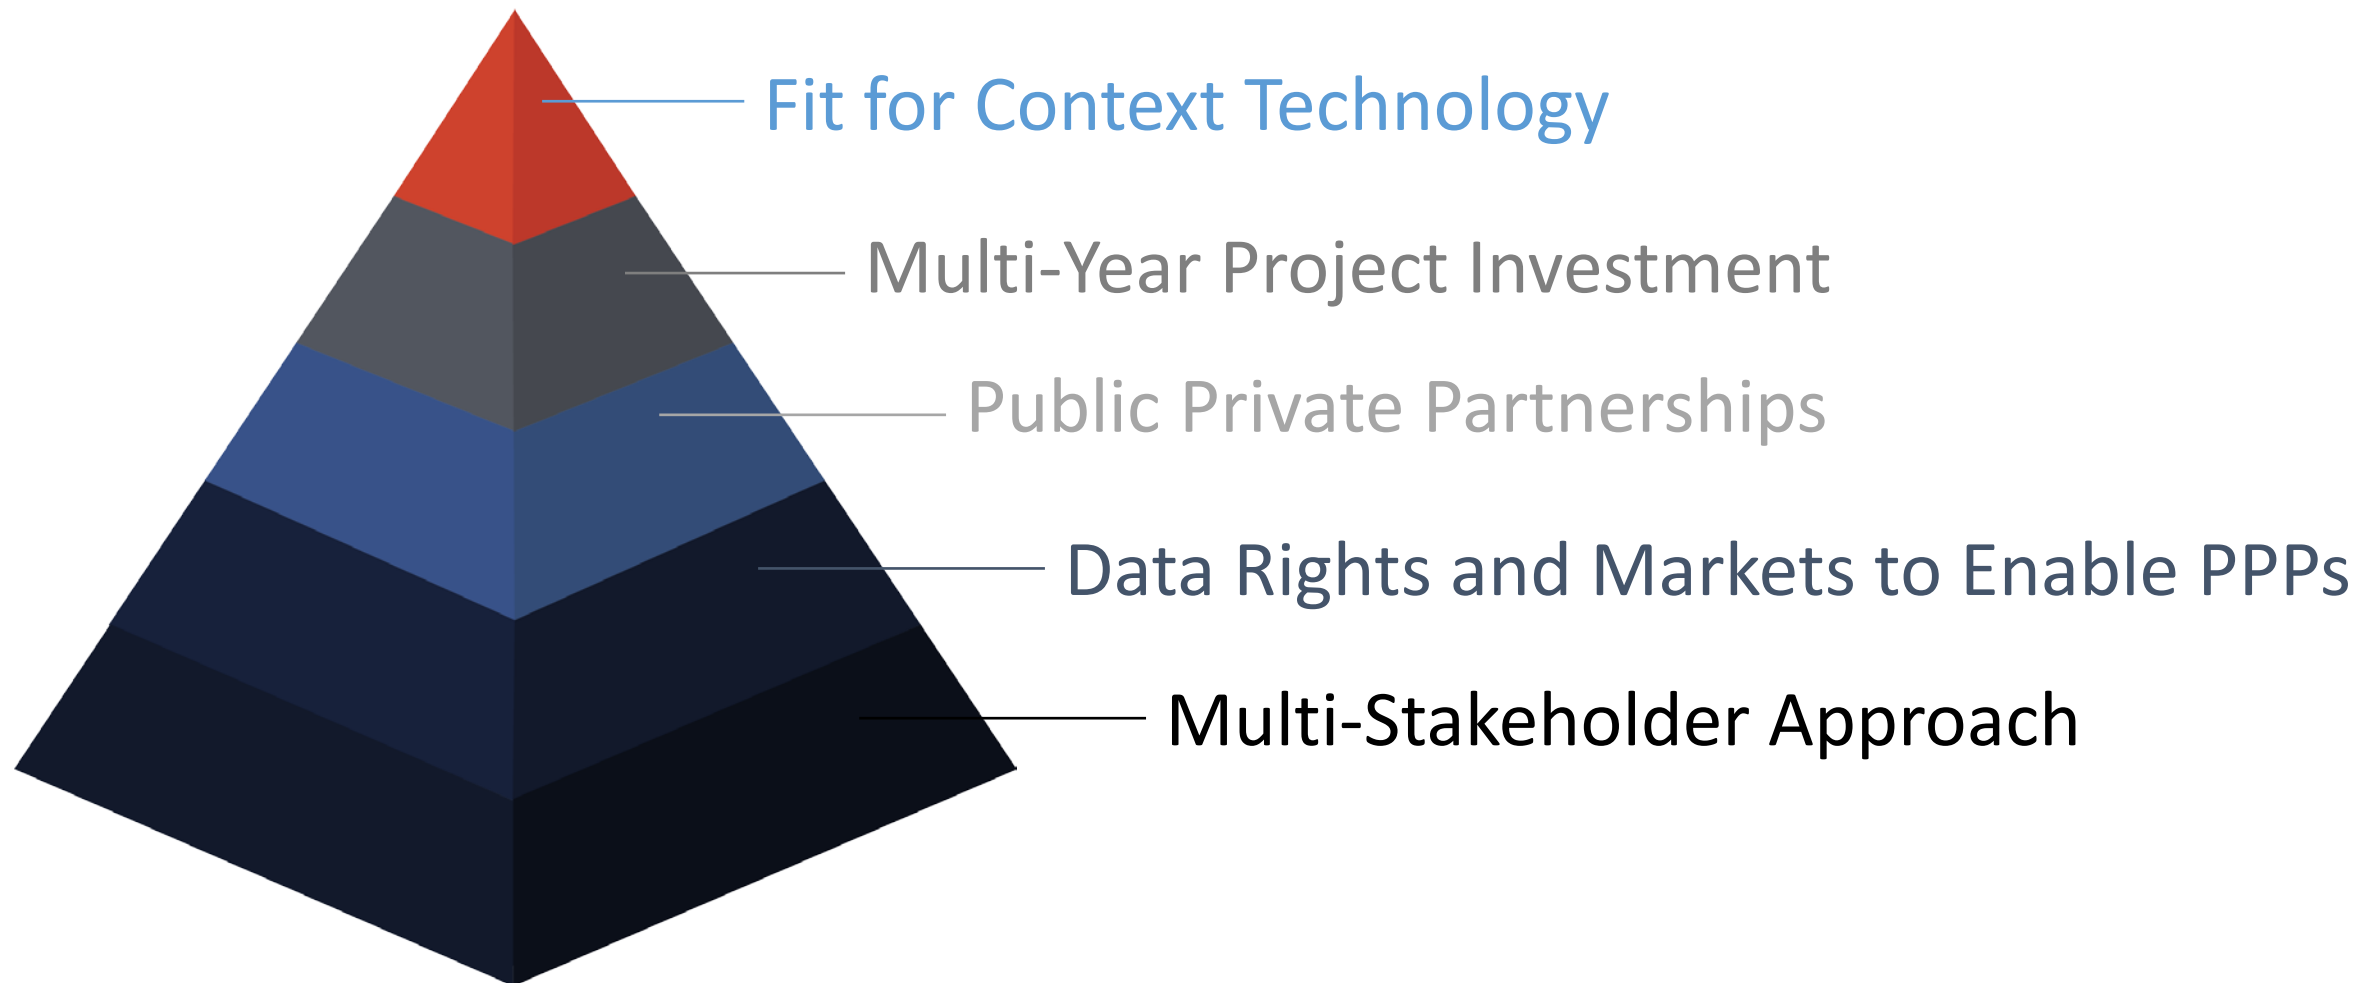 Fit for Context Technology
Multi-Year Project Investment
Public Private Partnerships
Data Rights and Markets to Enable PPPs
Multi-Stakeholder Approach